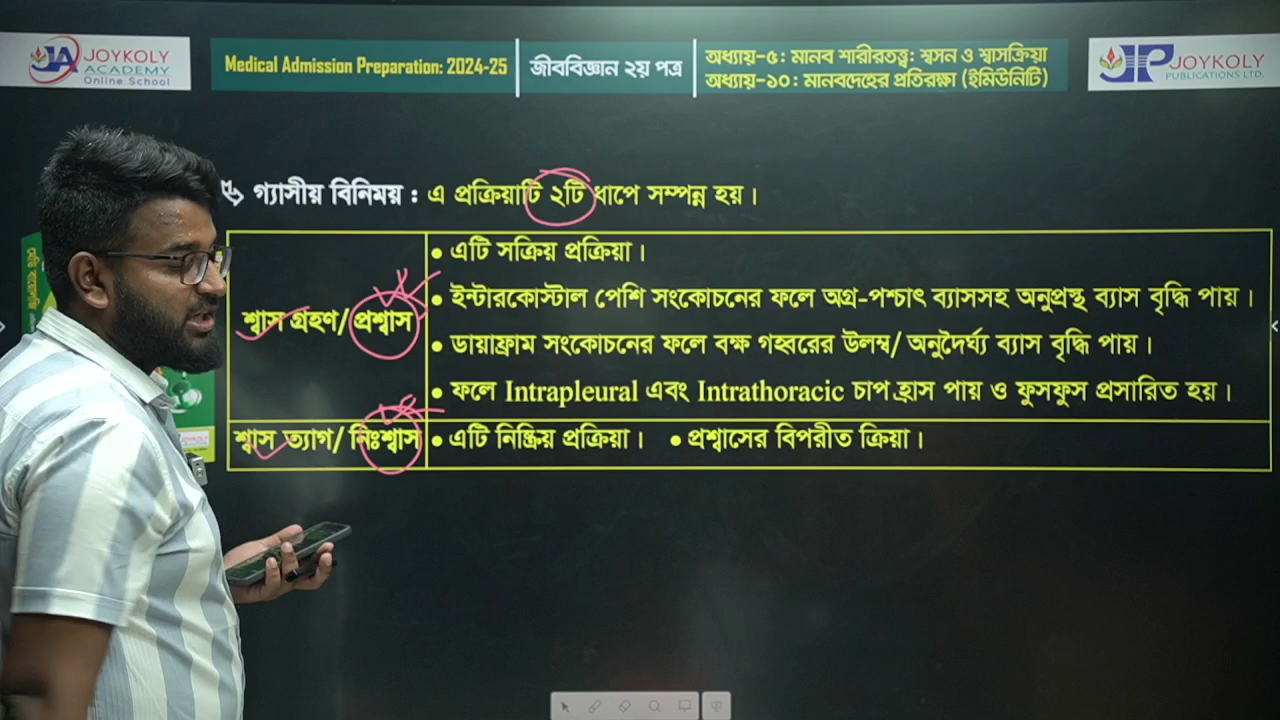 JA JOYKOLY ACADEMY Online School
Medical Admission Preparation: 2024-25
জীববিজ্ঞান ২য় পত্র
অধ্যায়-৫: মানব শারীরতত্ত্ব: শ্বসন ও শ্বাসক্রিয়া
অধ্যায়-১০: মানবদেহের প্রতিরক্ষা (ইমিউনিটি)
JP JOYKOLY PUBLICATIONS LTD.
গ্যাসীয় বিনিময় : এ প্রক্রিয়াটি ২টি ধাপে সম্পন্ন হয়।
শ্বাস গ্রহণ/ প্রশ্বাস
• এটি সক্রিয় প্রক্রিয়া।
• ইন্টারকোস্টাল পেশি সংকোচনের ফলে অগ্র-পশ্চাৎ ব্যাসসহ অনুপ্রস্থ ব্যাস বৃদ্ধি পায়।
• ডায়াফ্রাম সংকোচনের ফলে বক্ষ গহ্বরের উলম্ব/ অনুদৈর্ঘ্য ব্যাস বৃদ্ধি পায়।
• ফলে Intrapleural এবং Intrathoracic চাপ হ্রাস পায় ও ফুসফুস প্রসারিত হয়।
শ্বাস ত্যাগ/ নিঃশ্বাস
• এটি নিষ্ক্রিয় প্রক্রিয়া। • প্রশ্বাসের বিপরীত ক্রিয়া।